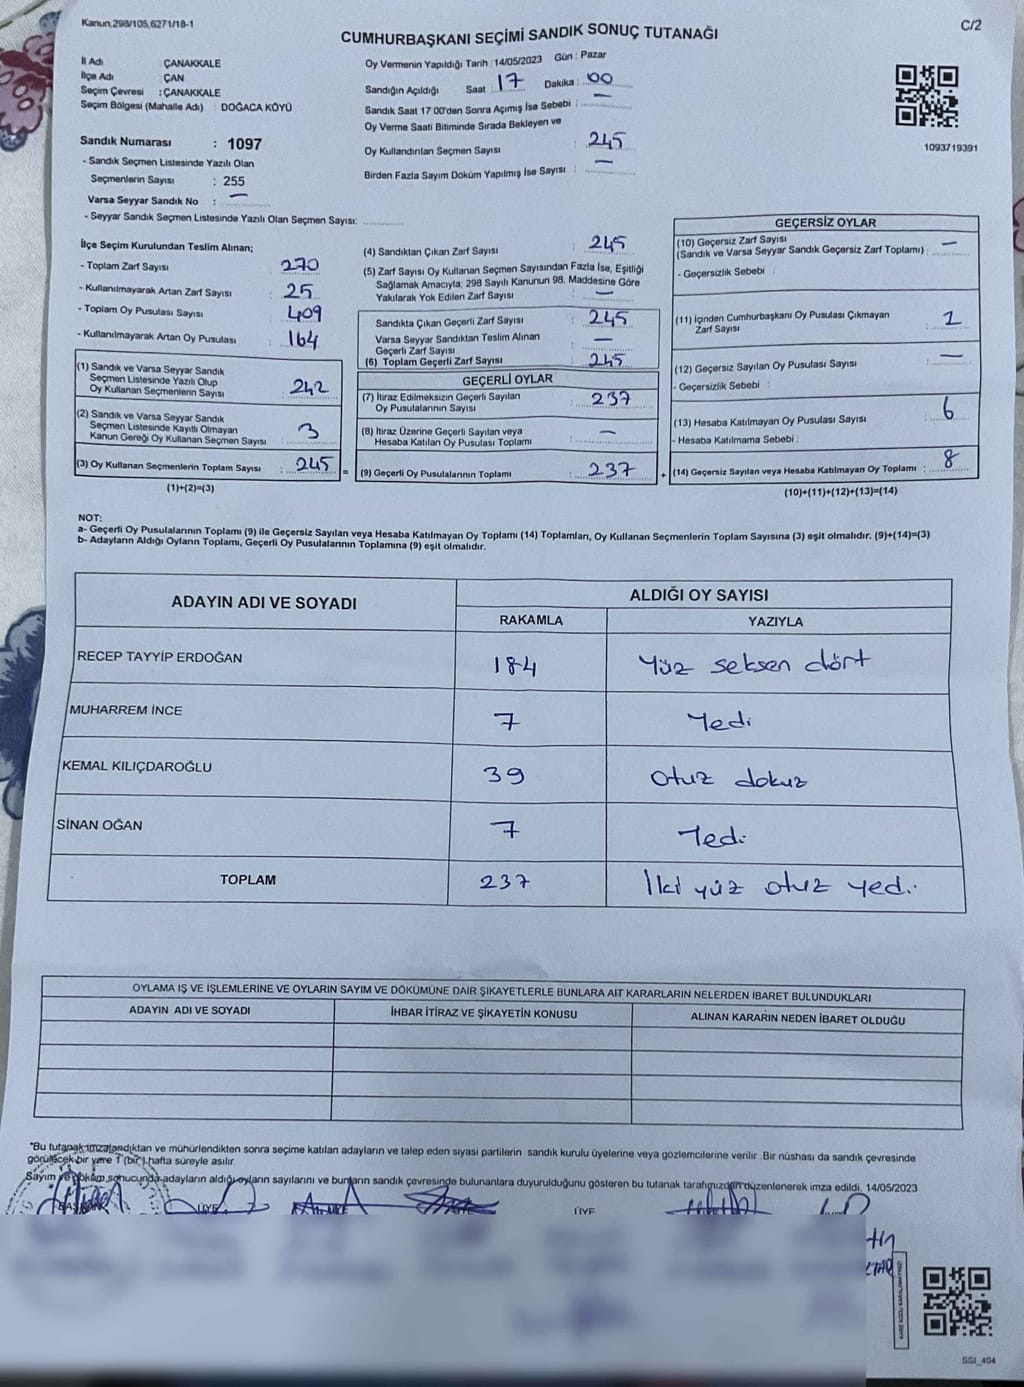 Kanun;298/105,6271/18-1
C/2
CUMHURBAŞKANI SEÇİMİ SANDIK SONUÇ TUTANAĞI
İl Adı : ÇANAKKALE
İlçe Adı : ÇAN
Seçim Çevresi : ÇANAKKALE
Seçim Bölgesi (Mahalle Adı) : DOĞACA KÖYÜ
Sandık Numarası : 1097
- Sandık Seçmen Listesinde Yazılı Olan
Seçmenlerin Sayısı : 255
Varsa Seyyar Sandık No : —
- Seyyar Sandık Seçmen Listesinde Yazılı Olan Seçmen Sayısı:
Oy Vermenin Yapıldığı Tarih :14/05/2023 Gün : Pazar
Sandığın Açıldığı Saat : 17 Dakika : 00
Sandık Saat 17:00'den Sonra Açımış İse Sebebi : —
Oy Verme Saati Bitiminde Sırada Bekleyen ve
Oy Kullandırılan Seçmen Sayısı : 245
Birden Fazla Sayım Döküm Yapılmış İse Sayısı : —
1093719391
İlçe Seçim Kurulundan Teslim Alınan;
- Toplam Zarf Sayısı : 270
- Kullanılmayarak Artan Zarf Sayısı : 25
- Toplam Oy Pusulası Sayısı : 409
- Kullanılmayarak Artan Oy Pusulası : 164
(1) Sandık ve Varsa Seyyar Sandık
Seçmen Listesinde Yazılı Olup
Oy Kullanan Seçmenlerin Sayısı : 242
(2) Sandık ve Varsa Seyyar Sandık
Seçmen Listesinde Kayıtlı Olmayan
Kanun Gereği Oy Kullanan Seçmen Sayısı : 3
(3) Oy Kullanan Seçmenlerin Toplam Sayısı : 245
(1)+(2)=(3)
(4) Sandıktan Çıkan Zarf Sayısı : 245
(5) Zarf Sayısı Oy Kullanan Seçmen Sayısından Fazla İse, Eşitliği
Sağlamak Amacıyla; 298 Sayılı Kanunun 98. Maddesine Göre
Yakılarak Yok Edilen Zarf Sayısı : —
Sandıkta Çıkan Geçerli Zarf Sayısı : 245
Varsa Seyyar Sandıktan Teslim Alınan
Geçerli Zarf Sayısı : —
(6) Toplam Geçerli Zarf Sayısı : 245
=
GEÇERLİ OYLAR
(7) İtiraz Edilmeksizin Geçerli Sayılan
Oy Pusulalarının Sayısı : 237
(8) İtiraz Üzerine Geçerli Sayılan veya
Hesaba Katılan Oy Pusulası Toplamı : —
(9) Geçerli Oy Pusulalarının Toplamı : 237
+
GEÇERSİZ OYLAR
(10) Geçersiz Zarf Sayısı
(Sandık ve Varsa Seyyar Sandık Geçersiz Zarf Toplamı) : —
- Geçersizlik Sebebi :
(11) İçinden Cumhurbaşkanı Oy Pusulası Çıkmayan
Zarf Sayısı : 2
(12) Geçersiz Sayılan Oy Pusulası Sayısı : —
- Geçersizlik Sebebi :
(13) Hesaba Katılmayan Oy Pusulası Sayısı : 6
- Hesaba Katılmama Sebebi :
(14) Geçersiz Sayılan veya Hesaba Katılmayan Oy Toplamı : 8
(10)+(11)+(12)+(13)=(14)
NOT:
a- Geçerli Oy Pusulalarının Toplamı (9) ile Geçersiz Sayılan veya Hesaba Katılmayan Oy Toplamı (14) Toplamları, Oy Kullanan Seçmenlerin Toplam Sayısına (3) eşit olmalıdır. (9)+(14)=(3)
b- Adayların Aldığı Oyların Toplamı, Geçerli Oy Pusulalarının Toplamına (9) eşit olmalıdır.
ADAYIN ADI VE SOYADI
ALDIĞI OY SAYISI
RAKAMLA YAZIYLA
RECEP TAYYİP ERDOĞAN 184 Yüz seksen dört
MUHARREM İNCE 7 Yedi
KEMAL KILIÇDAROĞLU 39 Otuz dokuz
SİNAN OĞAN 7 Yedi
TOPLAM 237 İki yüz otuz yedi
OYLAMA İŞ VE İŞLEMLERİNE VE OYLARIN SAYIM VE DÖKÜMÜNE DAİR ŞİKAYETLERLE BUNLARA AİT KARARLARIN NELERDEN İBARET BULUNDUKLARI
ADAYIN ADI VE SOYADI İHBAR İTİRAZ VE ŞİKAYETİN KONUSU ALINAN KARARIN NEDEN İBARET OLDUĞU
*Bu tutanak imzalandıktan ve mühürlendikten sonra seçime katılan adayların ve talep eden siyasi partilerin sandık kurulu üyelerine veya gözlemcilerine verilir .Bir nüshası da sandık çevresinde
görülecek bir yere 1 (bir) hafta süreyle asılır.
Sayım ve döküm sonucunda adayların aldığı oyların sayılarını ve bunların sandık çevresinde bulunanlara duyurulduğunu gösteren bu tutanak tarafımızdan düzenlenerek imza edildi. 14/05/2023
BAŞKAN ÜYE ÜYE
KARE KODU KARALAMAYINIZ!
SSI_404